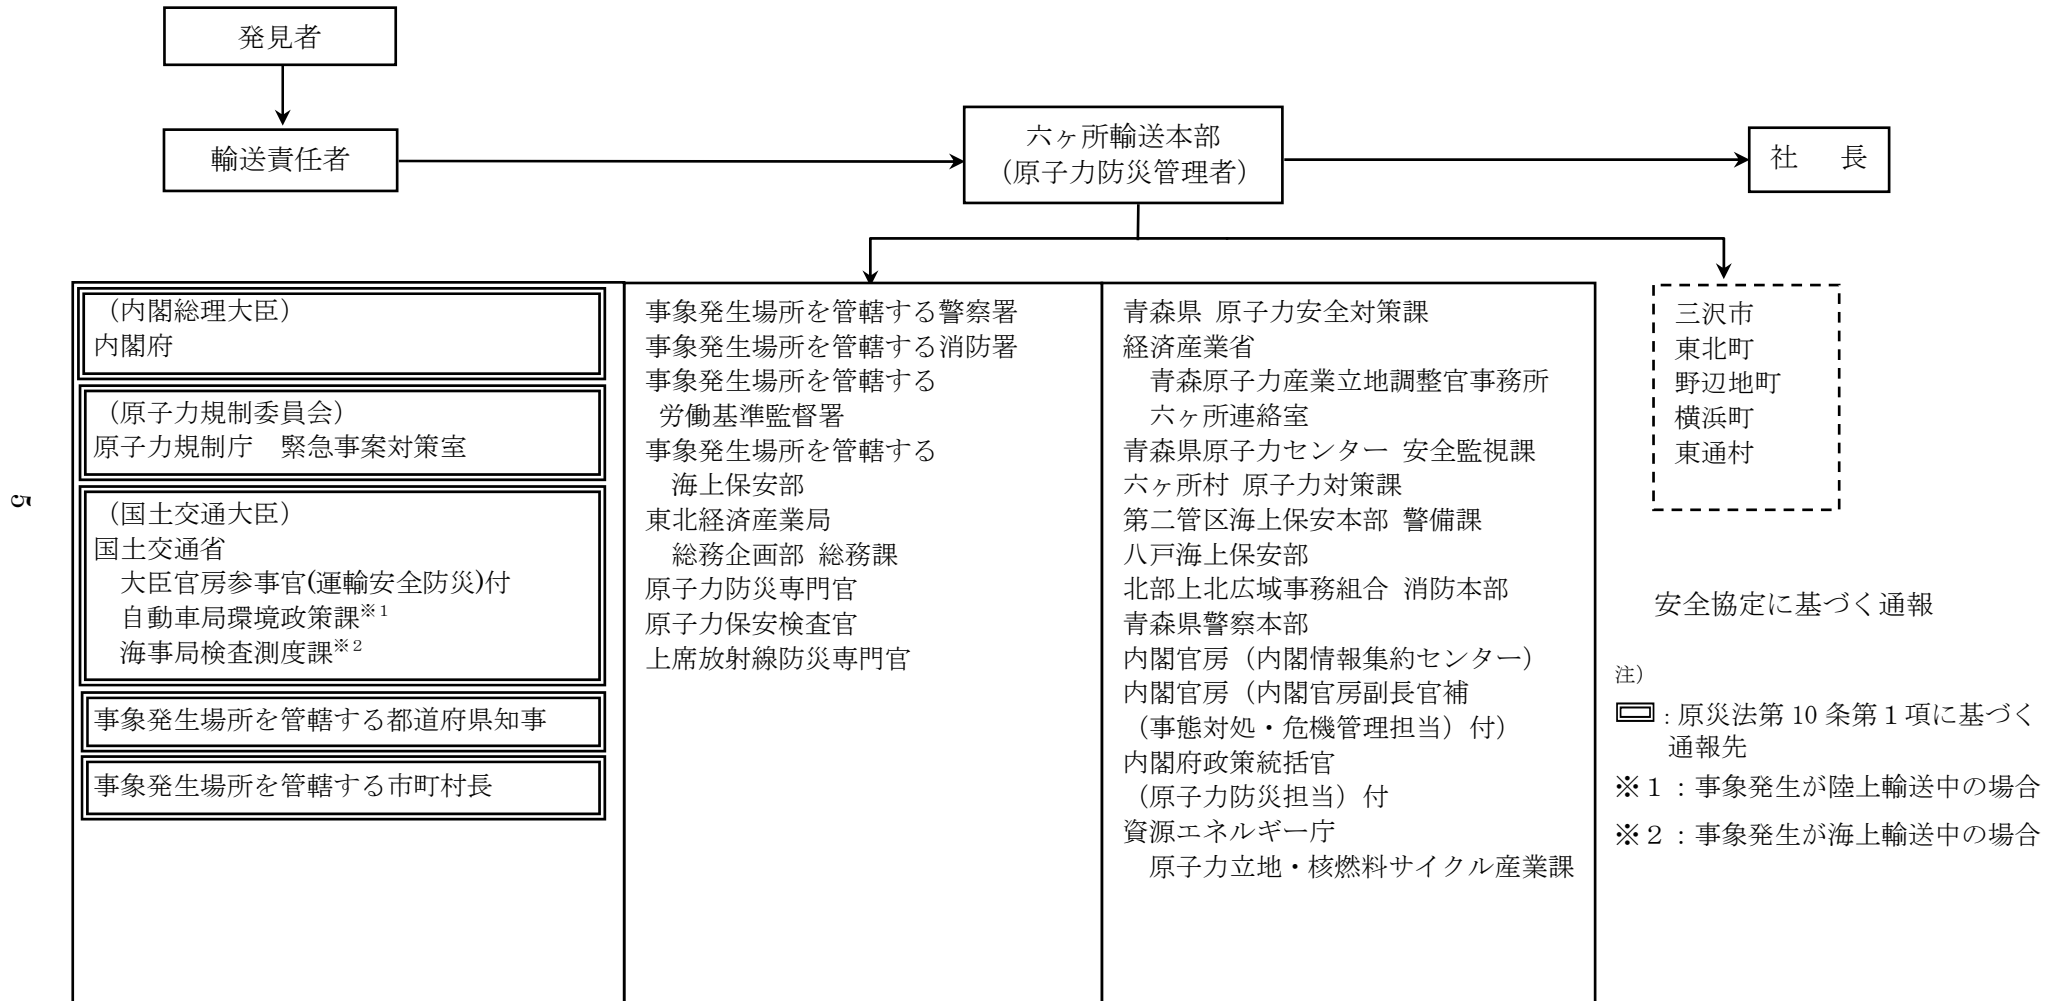 発見者
輸送責任者
六ヶ所輸送本部
（原子力防災管理者）
社　長
（内閣総理大臣）
内閣府
（原子力規制委員会）
原子力規制庁　緊急事案対策室
（国土交通大臣）
国土交通省
大臣官房参事官(運輸安全防災)付
自動車局環境政策課※1
海事局検査測度課※2
事象発生場所を管轄する都道府県知事
事象発生場所を管轄する市町村長
事象発生場所を管轄する警察署
事象発生場所を管轄する消防署
事象発生場所を管轄する
労働基準監督署
事象発生場所を管轄する
海上保安部
東北経済産業局
総務企画部 総務課
原子力防災専門官
原子力保安検査官
上席放射線防災専門官
青森県 原子力安全対策課
経済産業省
青森原子力産業立地調整官事務所
六ヶ所連絡室
青森県原子力センター 安全監視課
六ヶ所村 原子力対策課
第二管区海上保安本部 警備課
八戸海上保安部
北部上北広域事務組合 消防本部
青森県警察本部
内閣官房（内閣情報集約センター）
内閣官房（内閣官房副長官補
（事態対処・危機管理担当）付）
内閣府政策統括官
（原子力防災担当）付
資源エネルギー庁
原子力立地・核燃料サイクル産業課
三沢市
東北町
野辺地町
横浜町
東通村
安全協定に基づく通報
注）
：原災法第 10 条第１項に基づく
通報先
※１：事象発生が陸上輸送中の場合
※２：事象発生が海上輸送中の場合
5